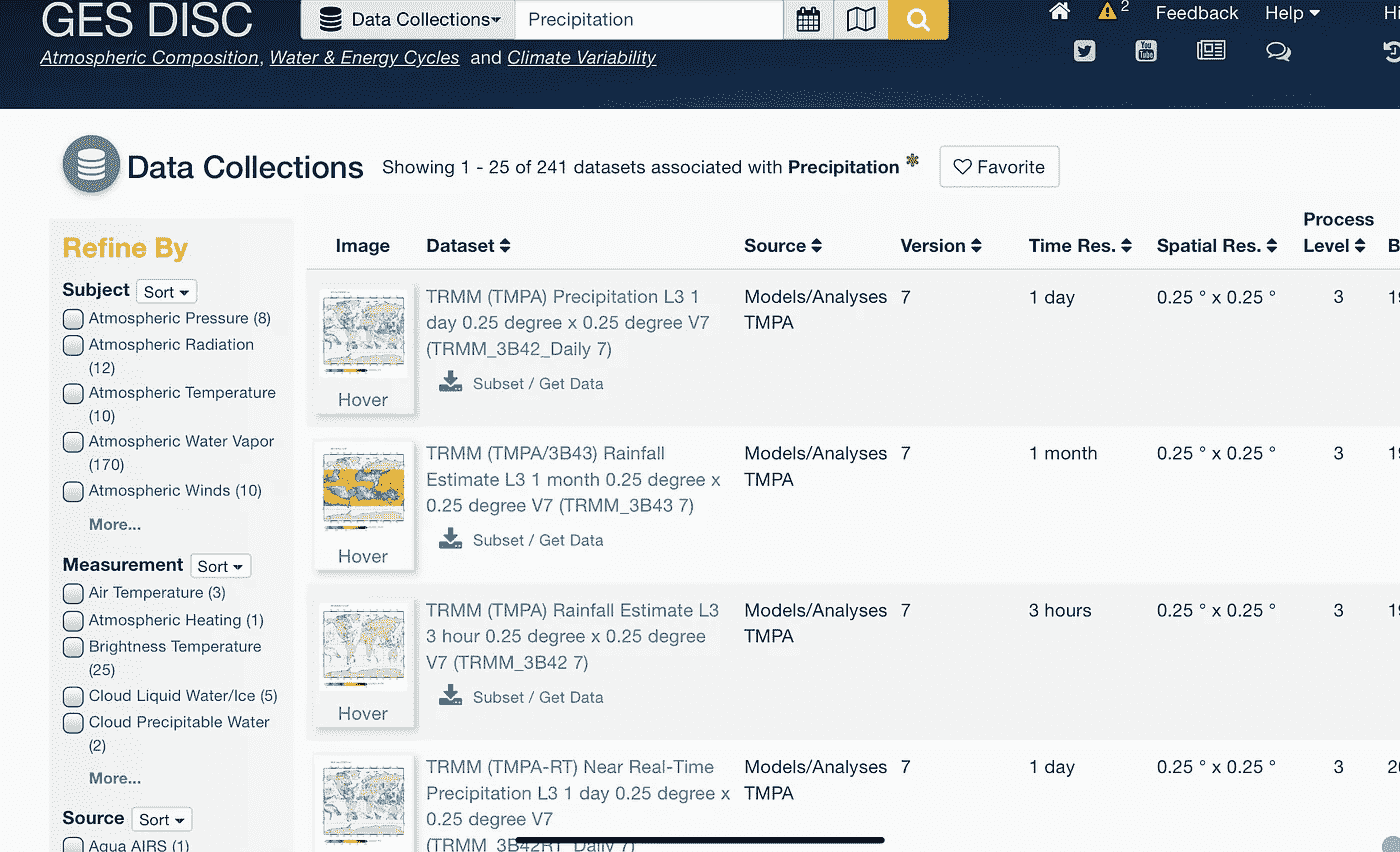 GES DISC
Data Collections
Precipitation
2
Feedback
Help
Hi
Atmospheric Composition, Water & Energy Cycles and Climate Variability
Data Collections
Showing 1 - 25 of 241 datasets associated with Precipitation *
Favorite
Refine By
Subject
Sort
Atmospheric Pressure (8)
Atmospheric Radiation
(12)
Atmospheric Temperature
(10)
Atmospheric Water Vapor
(170)
Atmospheric Winds (10)
More...
Measurement
Sort
Air Temperature (3)
Atmospheric Heating (1)
Brightness Temperature
(25)
Cloud Liquid Water/Ice (5)
Cloud Precipitable Water
(2)
More...
Source
Sort
Aqua AIRS (1)
Image
Dataset
Source
Version
Time Res.
Spatial Res.
Process
Level
B
TRMM (TMPA) Precipitation L3 1
day 0.25 degree x 0.25 degree V7
(TRMM_3B42_Daily 7)
Subset / Get Data
Hover
Models/Analyses
TMPA
7
1 day
0.25 ° x 0.25 °
3
19
TRMM (TMPA/3B43) Rainfall
Estimate L3 1 month 0.25 degree x
0.25 degree V7 (TRMM_3B43 7)
Subset / Get Data
Hover
Models/Analyses
TMPA
7
1 month
0.25 ° x 0.25 °
3
19
TRMM (TMPA) Rainfall Estimate L3
3 hour 0.25 degree x 0.25 degree
V7 (TRMM_3B42 7)
Subset / Get Data
Hover
Models/Analyses
TMPA
7
3 hours
0.25 ° x 0.25 °
3
19
TRMM (TMPA-RT) Near Real-Time
Precipitation L3 1 day 0.25 degree x
0.25 degree V7
(TRMM_3B42RT_Daily 7)
Models/Analyses
TMPA
7
1 day
0.25 ° x 0.25 °
3
20